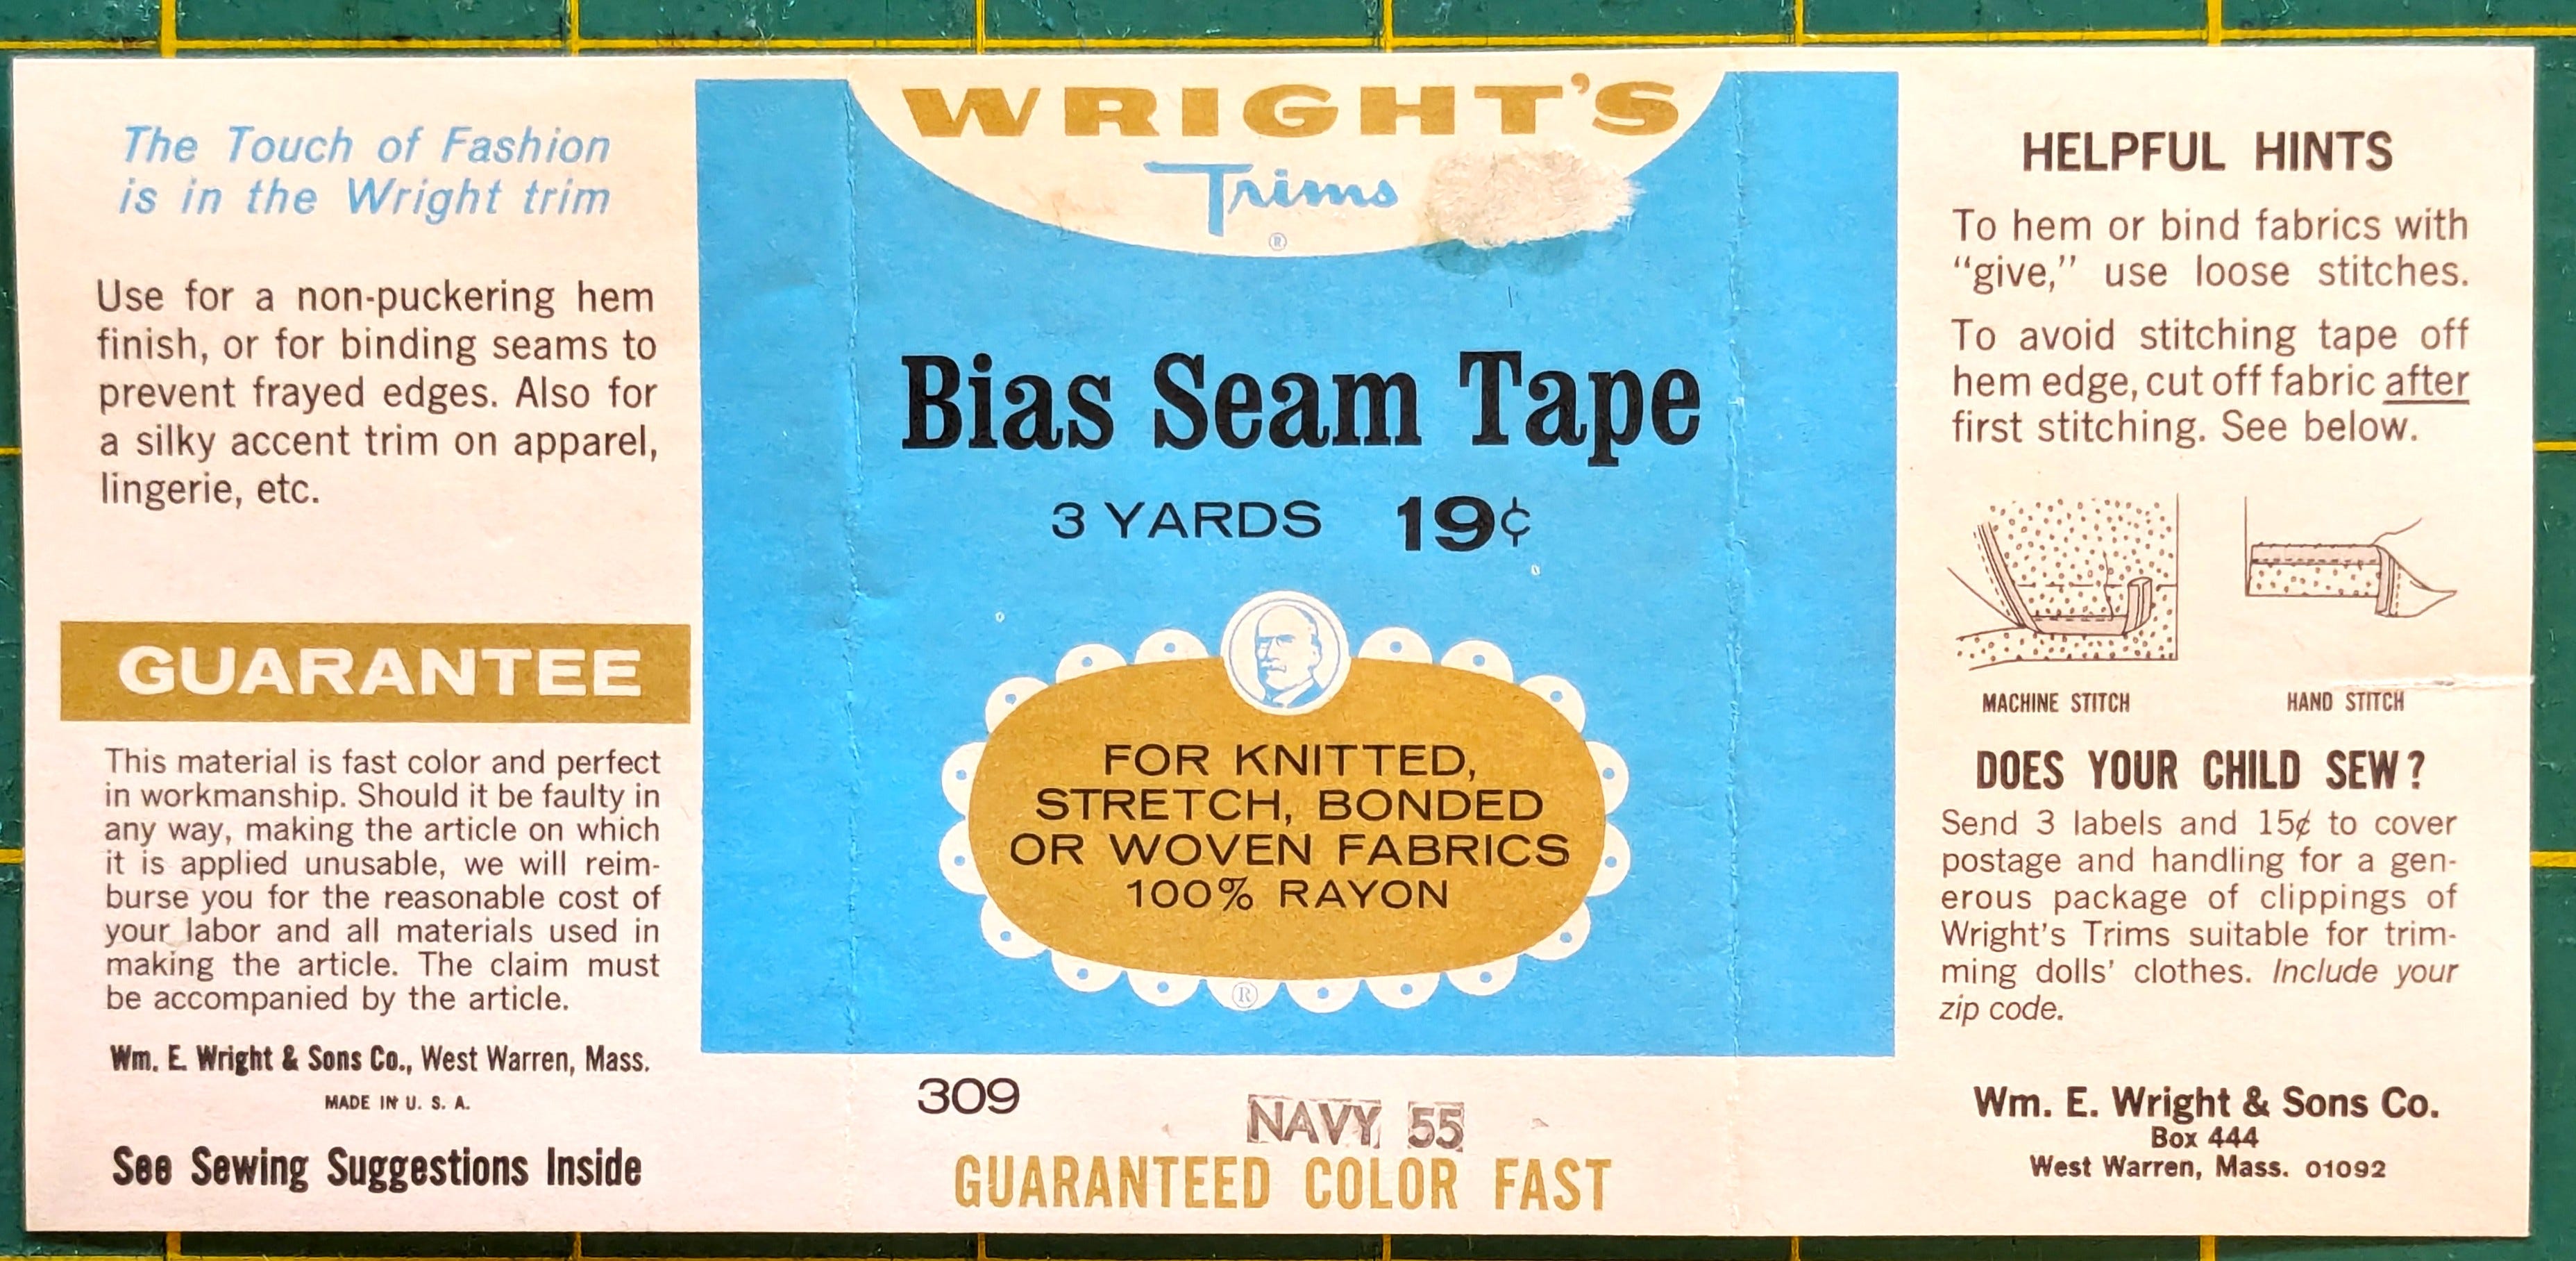 The Touch of Fashion
is in the Wright trim
Use for a non-puckering hem
finish, or for binding seams to
prevent frayed edges. Also for
a silky accent trim on apparel,
lingerie, etc.
GUARANTEE
This material is fast color and perfect
in workmanship. Should it be faulty in
any way, making the article on which
it is applied unusable, we will reim-
burse you for the reasonable cost of
your labor and all materials used in
making the article. The claim must
be accompanied by the article.
Wm. E. Wright & Sons Co., West Warren, Mass.
MADE IN U. S. A.
See Sewing Suggestions Inside
WRIGHT'S
Trims
®
Bias Seam Tape
3 YARDS 19¢
FOR KNITTED,
STRETCH, BONDED
OR WOVEN FABRICS
100% RAYON
®
309
NAVY 55
GUARANTEED COLOR FAST
HELPFUL HINTS
To hem or bind fabrics with
“give,” use loose stitches.
To avoid stitching tape off
hem edge, cut off fabric after
first stitching. See below.
MACHINE STITCH
HAND STITCH
DOES YOUR CHILD SEW?
Send 3 labels and 15¢ to cover
postage and handling for a gen-
erous package of clippings of
Wright's Trims suitable for trim-
ming dolls' clothes. Include your
zip code.
Wm. E. Wright & Sons Co.
Box 444
West Warren, Mass. 01092